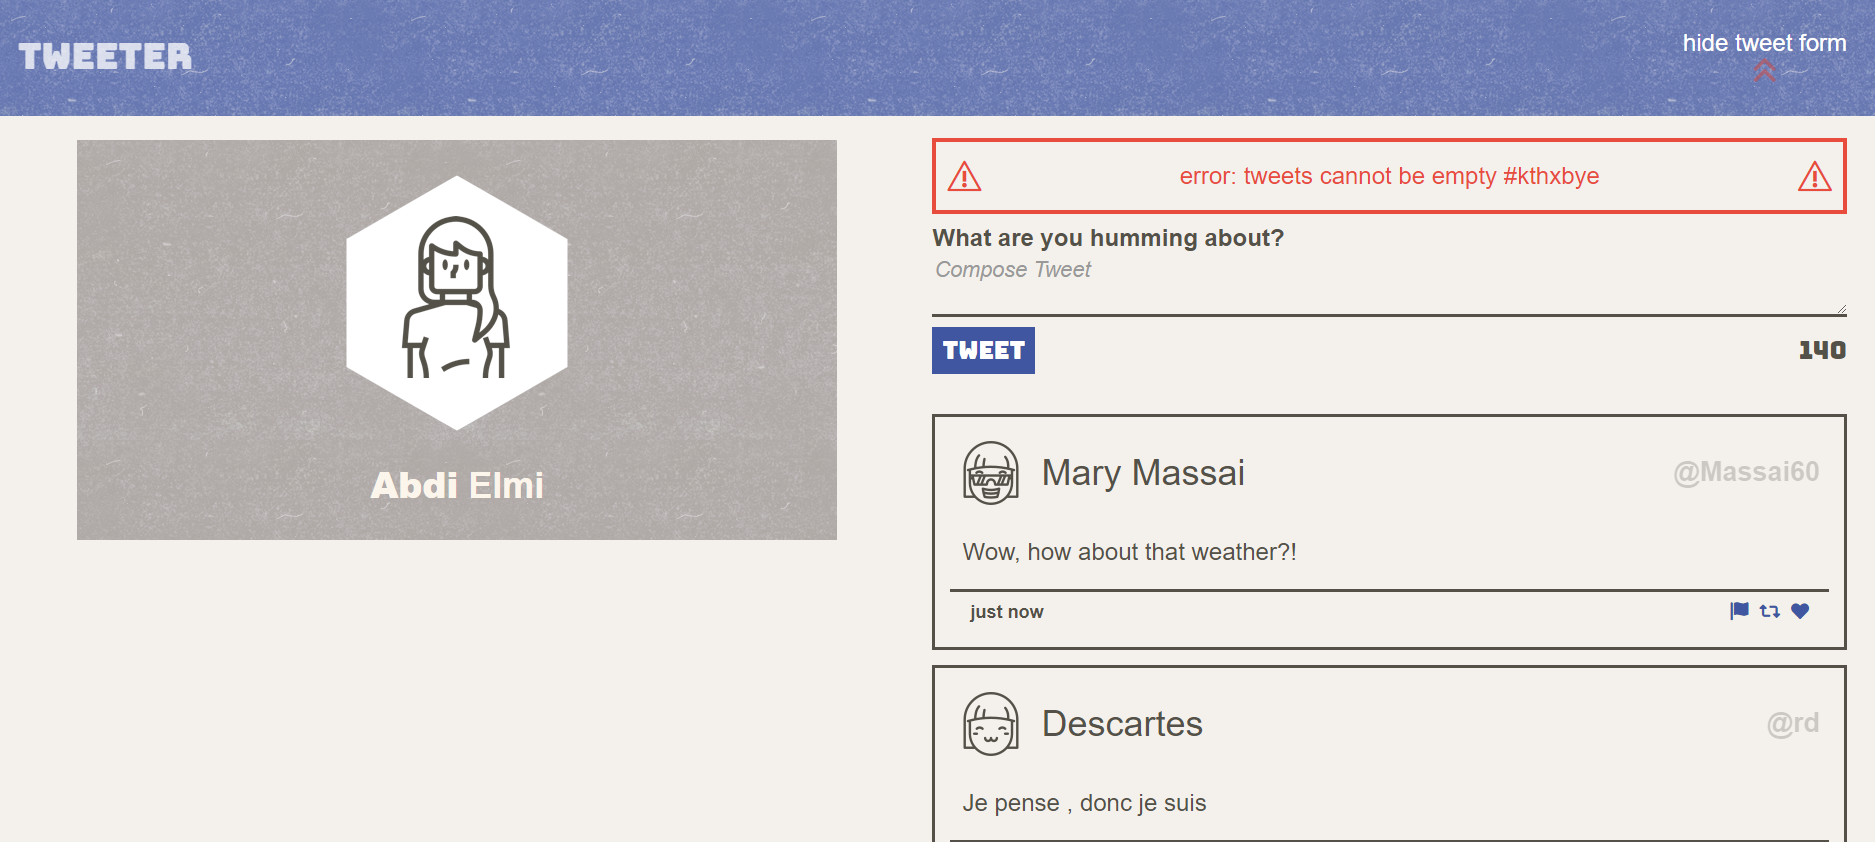 TWEETER
hide tweet form
Abdi Elmi
error: tweets cannot be empty #kthxbye
What are you humming about?
Compose Tweet
TWEET
140
Mary Massai
@Massai60
Wow, how about that weather?!
just now
Descartes
@rd
Je pense , donc je suis